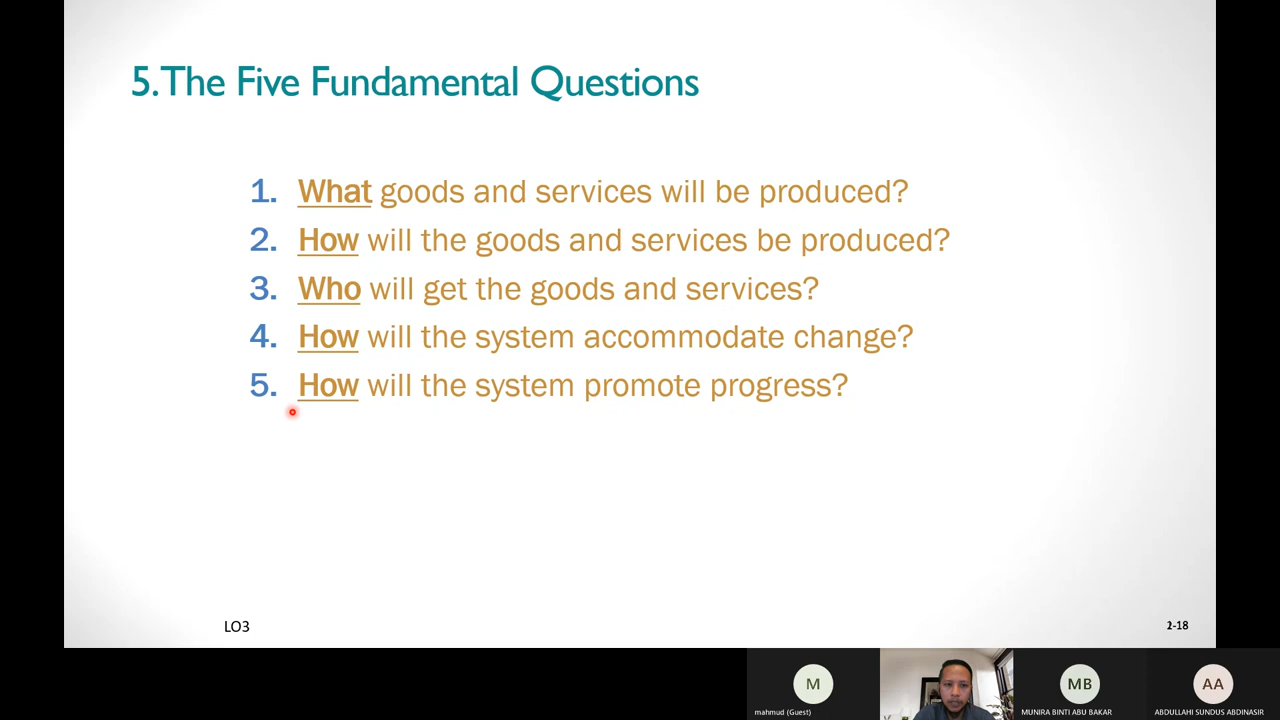 5. The Five Fundamental Questions
1. What goods and services will be produced?
2. How will the goods and services be produced?
3. Who will get the goods and services?
4. How will the system accommodate change?
5. How will the system promote progress?
LO3
2-18
M
MB
AA
mahmud (Guest)
MUNIRA BINTI ABU BAKAR
ABDULLAHI SUNDUS ABDINASIR